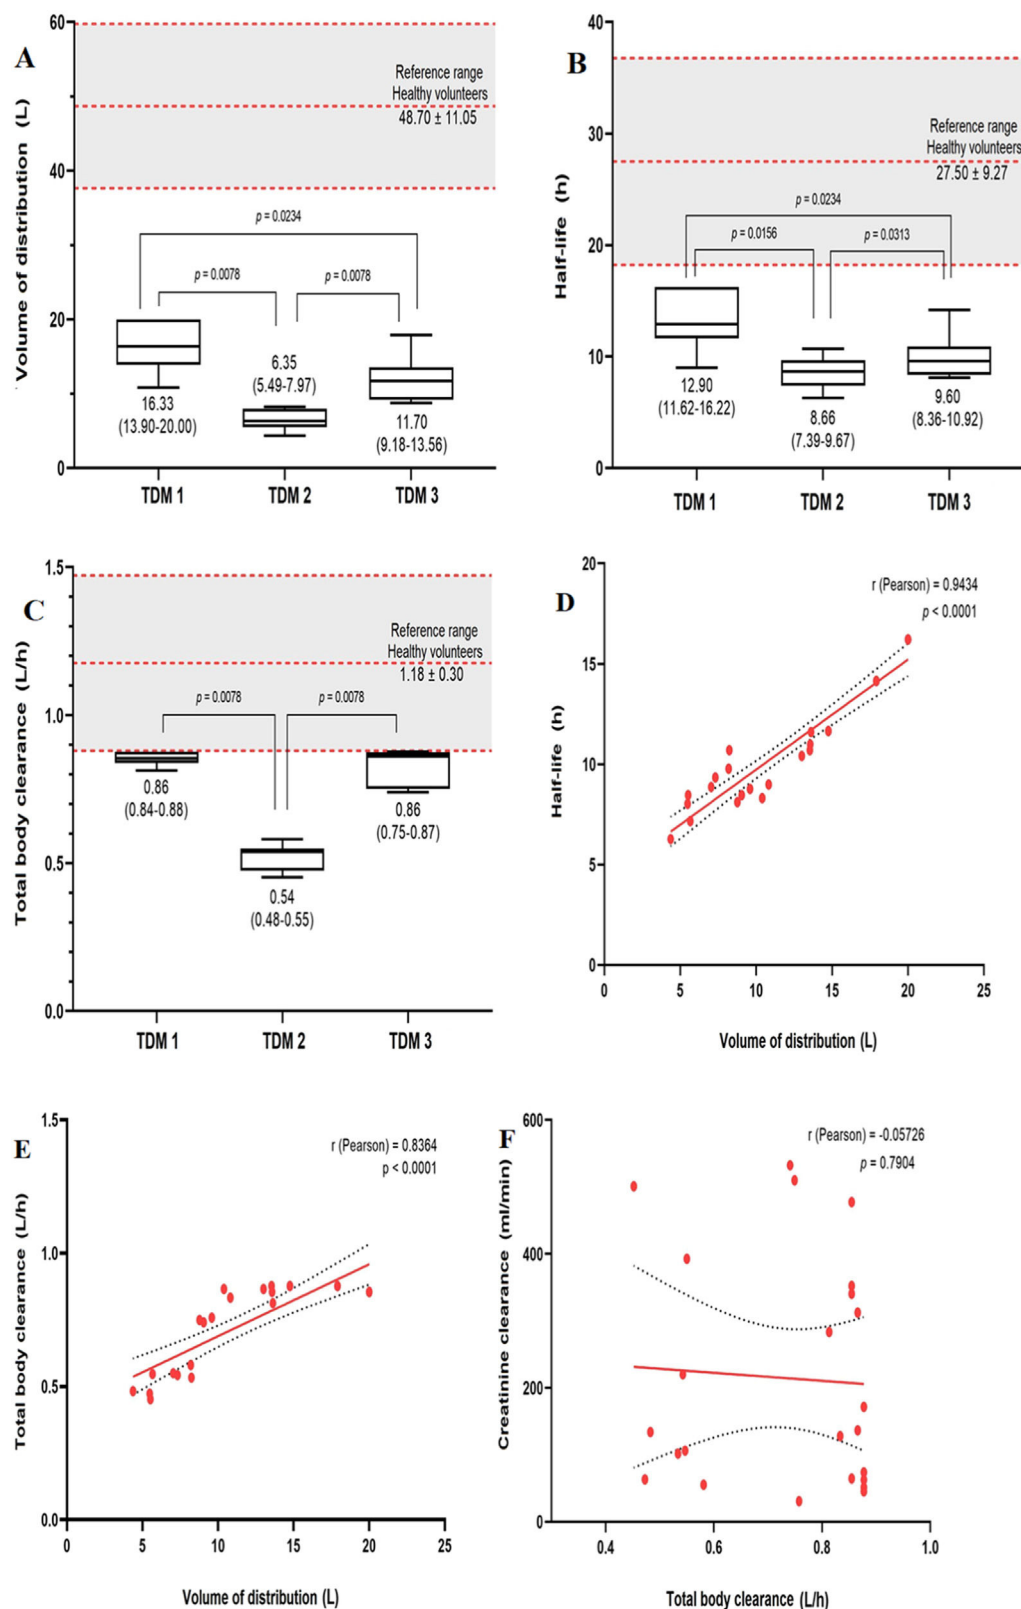 A
Volume of distribution (L)
60
40
20
0
Reference range
Healthy volunteers
48.70 ± 11.05
p = 0.0234
p = 0.0078
p = 0.0078
16.33
(13.90-20.00)
6.35
(5.49-7.97)
11.70
(9.18-13.56)
TDM 1
TDM 2
TDM 3
B
Half-life (h)
40
30
20
10
0
Reference range
Healthy volunteers
27.50 ± 9.27
p = 0.0234
p = 0.0156
p = 0.0313
12.90
(11.62-16.22)
8.66
(7.39-9.67)
9.60
(8.36-10.92)
TDM 1
TDM 2
TDM 3
C
Total body clearance (L/h)
1.5
1.0
0.5
0.0
Reference range
Healthy volunteers
1.18 ± 0.30
p = 0.0078
p = 0.0078
0.86
(0.84-0.88)
0.54
(0.48-0.55)
0.86
(0.75-0.87)
TDM 1
TDM 2
TDM 3
D
Half-life (h)
20
15
10
5
0
r (Pearson) = 0.9434
p < 0.0001
0
5
10
15
20
25
Volume of distribution (L)
E
Total body clearance (L/h)
1.5
1.0
0.5
0.0
r (Pearson) = 0.8364
p < 0.0001
0
5
10
15
20
25
Volume of distribution (L)
F
Creatinine clearance (ml/min)
600
400
200
0
r (Pearson) = -0.05726
p = 0.7904
0.4
0.6
0.8
1.0
Total body clearance (L/h)